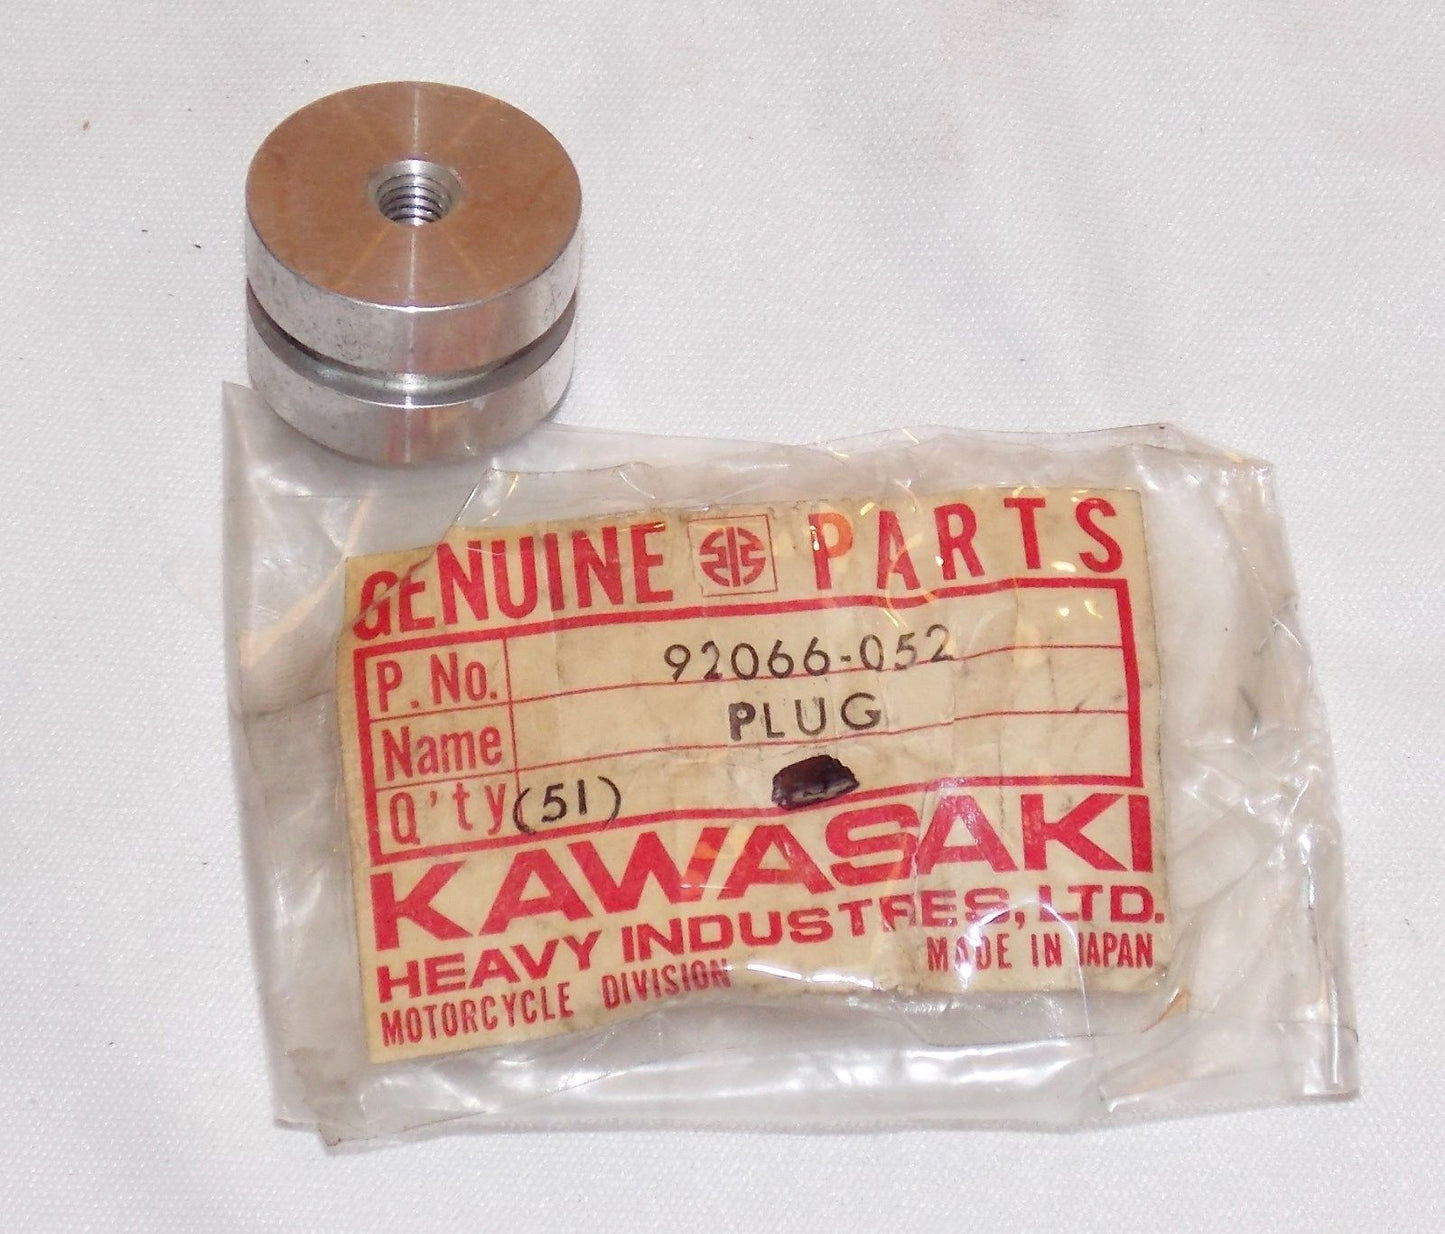 GENUINE PARTS
P. No. 92066-052
Name PLUG
Q'ty (51)
KAWASAKI
HEAVY INDUSTRIES, LTD.
MOTORCYCLE DIVISION MADE IN JAPAN